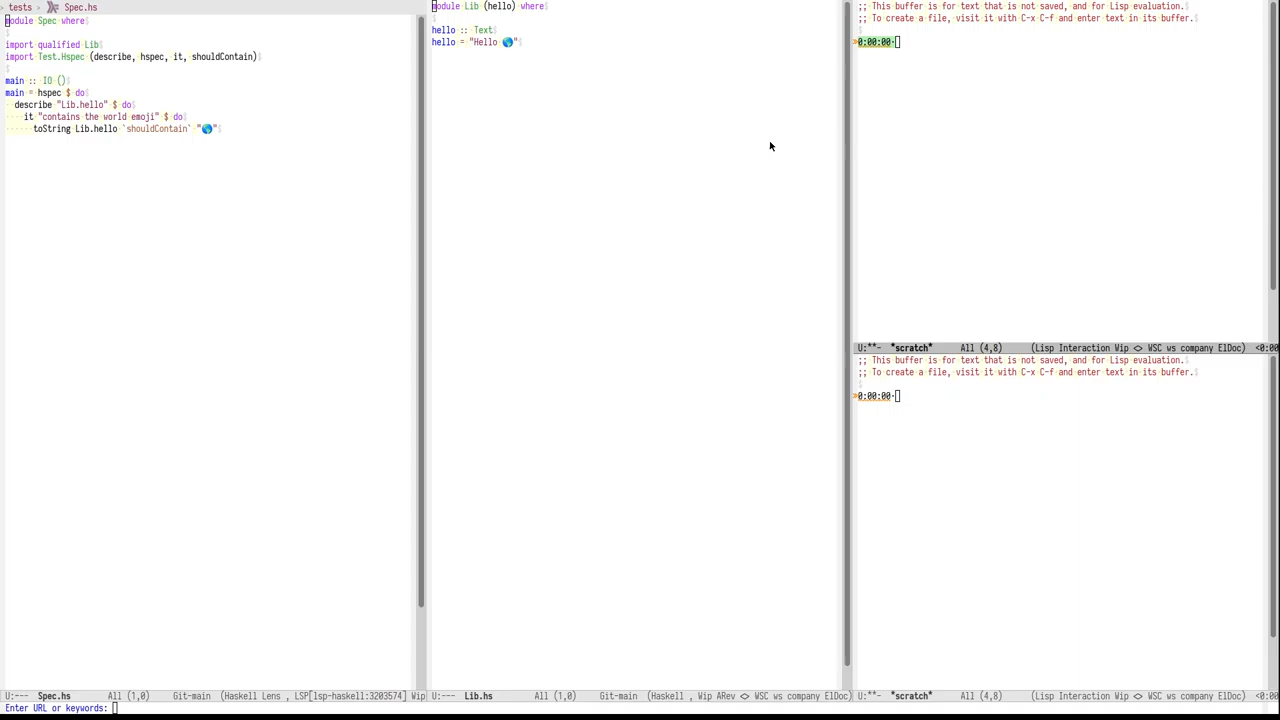 tests › Spec.hs
module Spec where
import qualified Lib
import Test.Hspec (describe, hspec, it, shouldContain)
main :: IO ()
main = hspec $ do
describe "Lib.hello" $ do
it "contains the world emoji" $ do
toString Lib.hello `shouldContain` "🌎"
U:--- Spec.hs All (1,0) Git-main (Haskell Lens , LSP[lsp-haskell:3203574] Wip
module Lib (hello) where
hello :: Text
hello = "Hello 🌎"
U:--- Lib.hs All (1,0) Git-main (Haskell , Wip ARev <> WSC ws company ElDoc)
;; This buffer is for text that is not saved, and for Lisp evaluation.
;; To create a file, visit it with C-x C-f and enter text in its buffer.
0:00:00
U:**- *scratch* All (4,8) (Lisp Interaction Wip <> WSC ws company ElDoc) <0:00
;; This buffer is for text that is not saved, and for Lisp evaluation.
;; To create a file, visit it with C-x C-f and enter text in its buffer.
0:00:00
U:**- *scratch* All (4,8) (Lisp Interaction Wip <> WSC ws company ElDoc) <0:00
Enter URL or keywords: